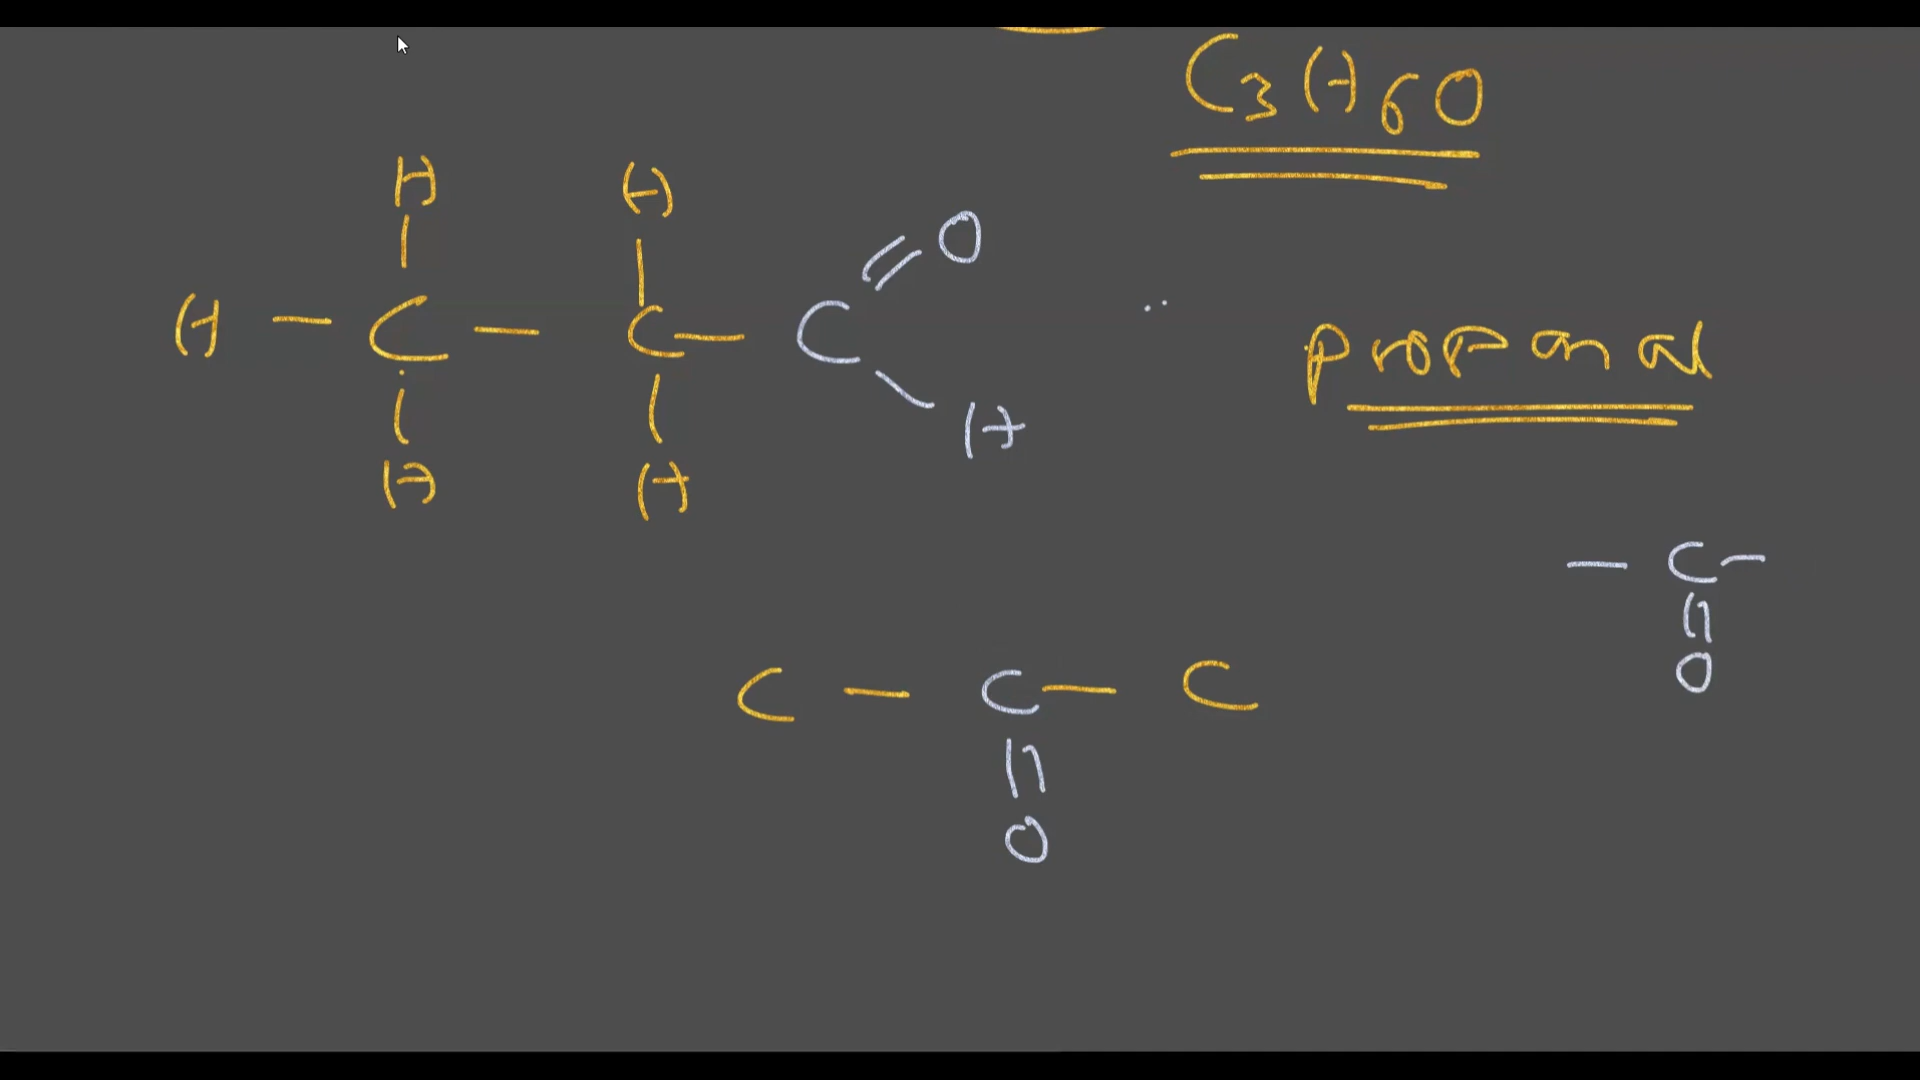 C3H6O
H H
O
H - C - C - C
H
H H
propanal
- C -
O
C - C - C
O